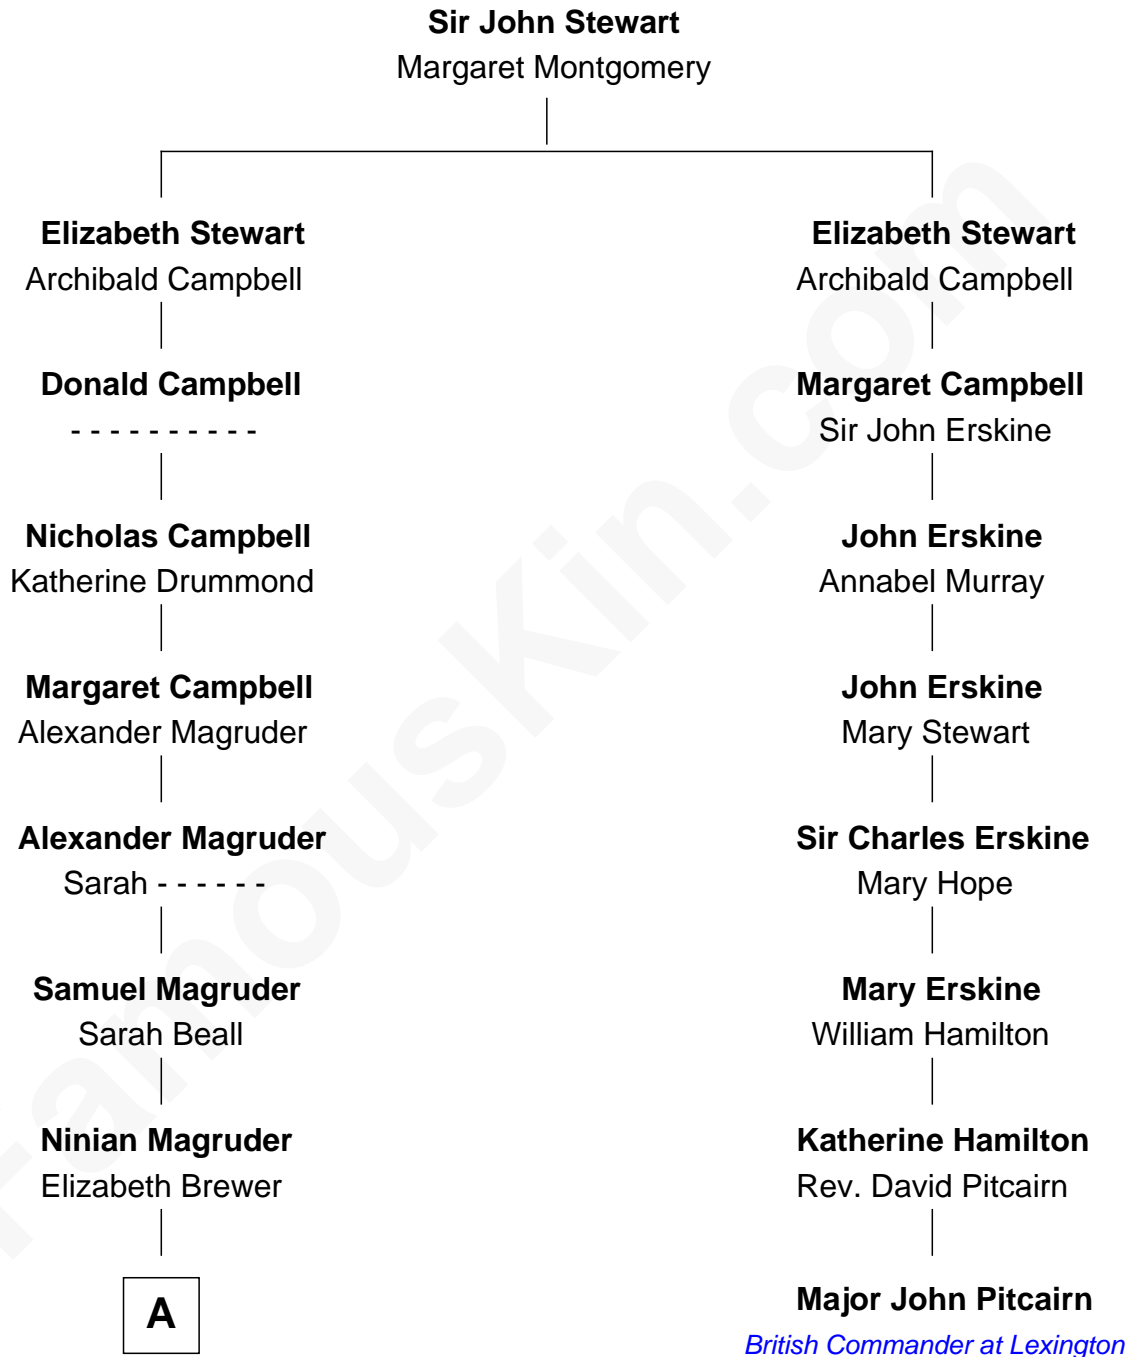 Sir John Stewart
Margaret Montgomery
Elizabeth Stewart
Archibald Campbell
Donald Campbell
- - - - - - - - - -
Nicholas Campbell
Katherine Drummond
Margaret Campbell
Alexander Magruder
Alexander Magruder
Sarah - - - - - -
Samuel Magruder
Sarah Beall
Ninian Magruder
Elizabeth Brewer
A
Elizabeth Stewart
Archibald Campbell
Margaret Campbell
Sir John Erskine
John Erskine
Annabel Murray
John Erskine
Mary Stewart
Sir Charles Erskine
Mary Hope
Mary Erskine
William Hamilton
Katherine Hamilton
Rev. David Pitcairn
Major John Pitcairn
British Commander at Lexington
FamousKin.com